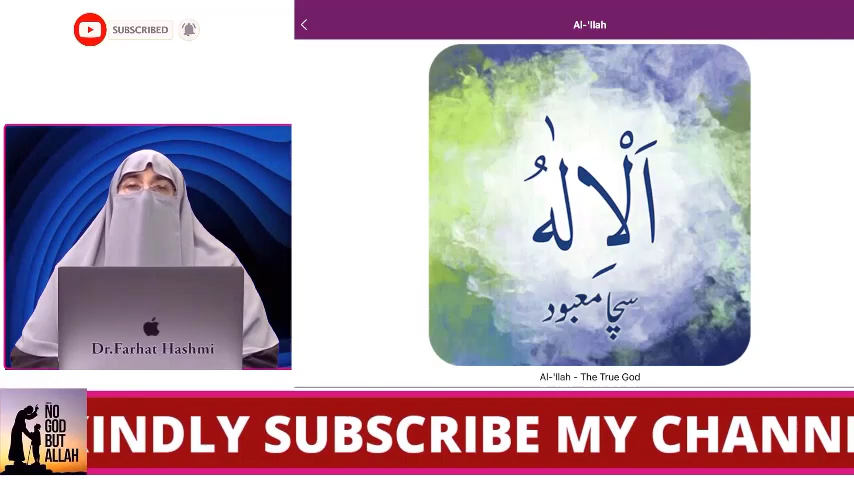 SUBSCRIBED
Al-'Ilah
اَلْاِلٰهُ
سچا معبود
Al-'Ilah - The True God
Dr.Farhat Hashmi
NO
GOD
BUT
ALLAH
KINDLY SUBSCRIBE MY CHANN